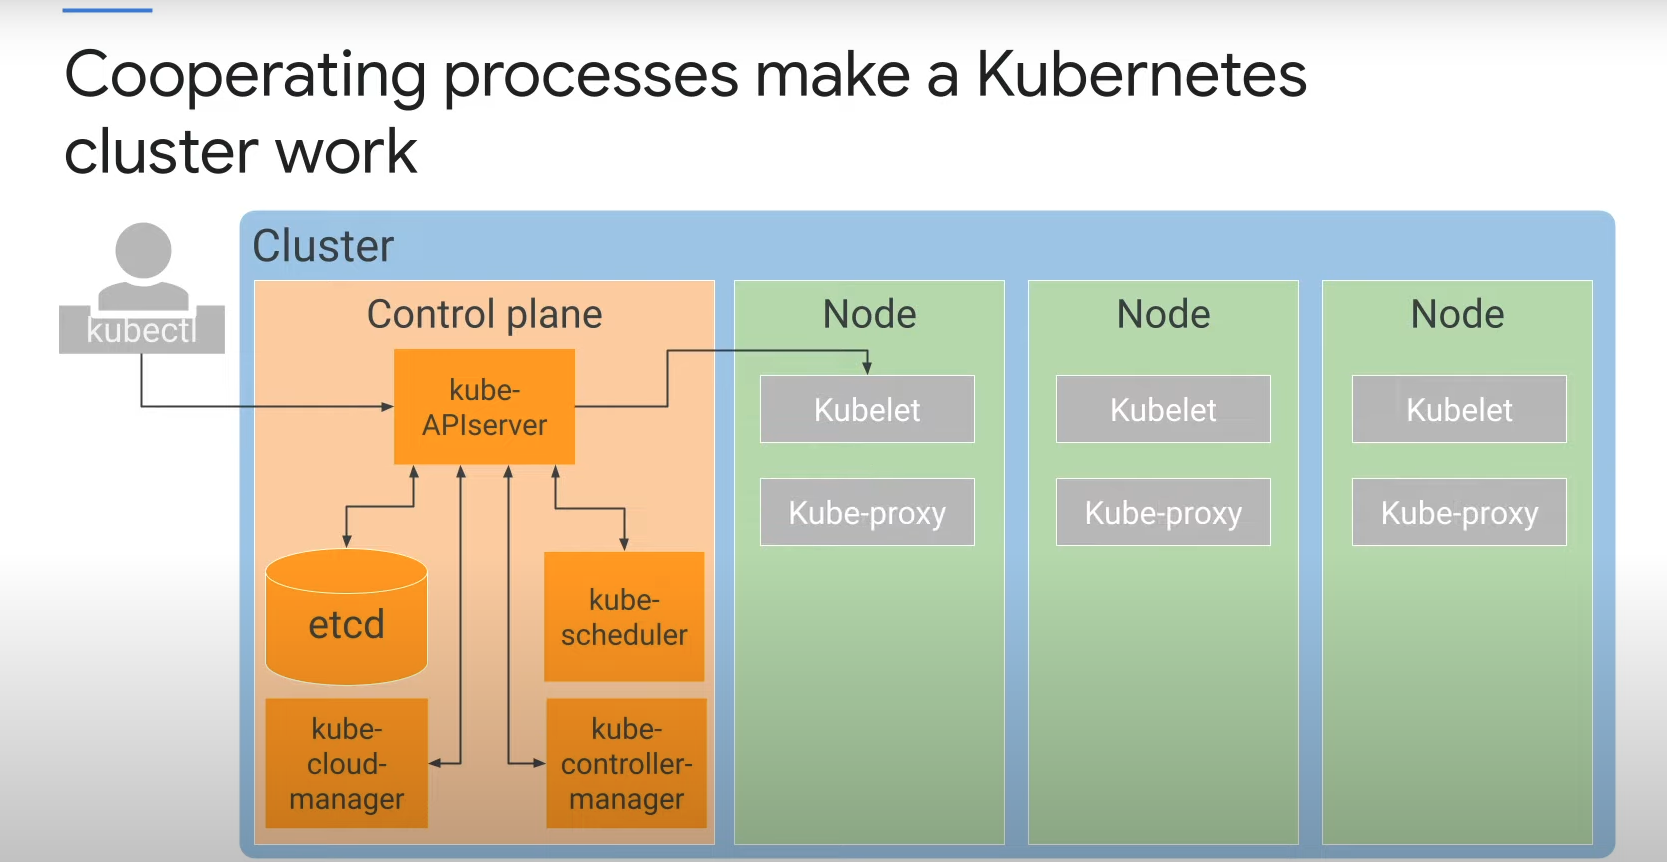 Cooperating processes make a Kubernetes
cluster work
kubectl
Cluster
Control plane
kube-
APIserver
etcd
kube-
scheduler
kube-
cloud-
manager
kube-
controller-
manager
Node
Kubelet
Kube-proxy
Node
Kubelet
Kube-proxy
Node
Kubelet
Kube-proxy